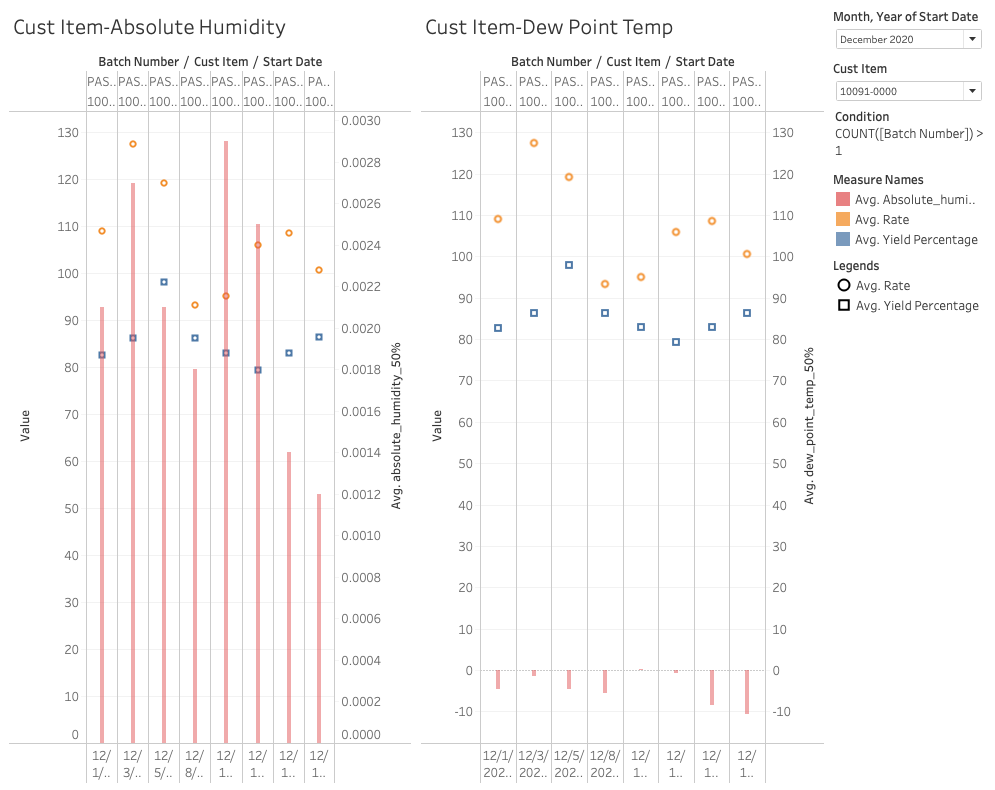 Cust Item-Absolute Humidity
Batch Number / Cust Item / Start Date
PAS.. PAS.. PAS.. PAS.. PAS.. PAS.. PAS.. PA..
100.. 100.. 100.. 100.. 100.. 100.. 100.. 100..
130
120
110
100
90
80
70
60
50
40
30
20
10
0
Value
0.0030
0.0028
0.0026
0.0024
0.0022
0.0020
0.0018
0.0016
0.0014
0.0012
0.0010
0.0008
0.0006
0.0004
0.0002
0.0000
Avg. absolute_humidity_50%
12/ 12/ 12/ 12/ 12/ 12/ 12/ 12/
1/.. 3/.. 5/.. 8/.. 1.. 1.. 1.. 1..
Cust Item-Dew Point Temp
Batch Number / Cust Item / Start Date
PAS.. PAS.. PAS.. PAS.. PAS.. PAS.. PAS.. PAS..
100.. 100.. 100.. 100.. 100.. 100.. 100.. 100..
130
120
110
100
90
80
70
60
50
40
30
20
10
0
-10
Value
130
120
110
100
90
80
70
60
50
40
30
20
10
0
-10
Avg. dew_point_temp_50%
12/1/ 12/3/ 12/5/ 12/8/ 12/ 12/ 12/ 12/
202.. 202.. 202.. 202.. 1.. 1.. 1.. 1..
Month, Year of Start Date
December 2020
Cust Item
10091-0000
Condition
COUNT([Batch Number]) >
1
Measure Names
Avg. Absolute_humi..
Avg. Rate
Avg. Yield Percentage
Legends
Avg. Rate
Avg. Yield Percentage